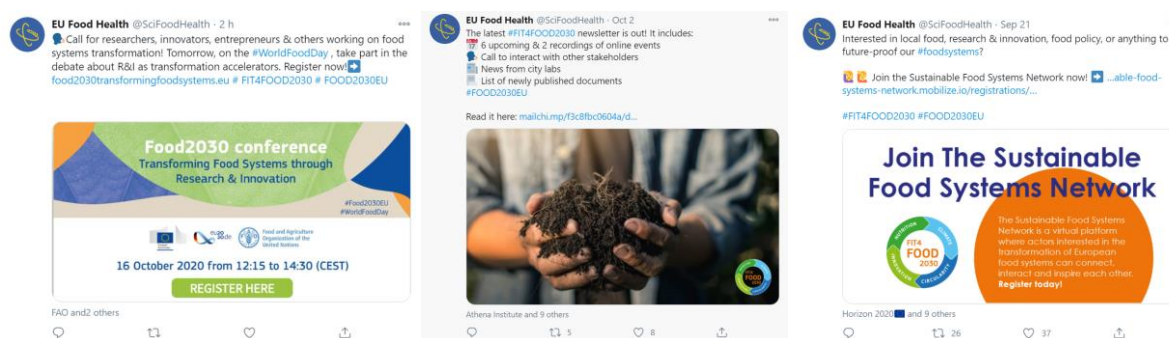 EU Food Health @SciFoodHealth · 2 h
Call for researchers, innovators, entrepreneurs & others working on food
systems transformation! Tomorrow, on the #WorldFoodDay , take part in the
debate about R&I as transformation accelerators. Register now!
food2030transformingfoodsystems.eu # FIT4FOOD2030 # FOOD2030EU
Food2030 conference
Transforming Food Systems through
Research & Innovation
#Food2030EU
#WorldFoodDay
eu20
20.de
Food and Agriculture
Organization of the
United Nations
16 October 2020 from 12:15 to 14:30 (CEST)
REGISTER HERE
FAO and2 others
EU Food Health @SciFoodHealth · Oct 2
The latest #FIT4FOOD2030 newsletter is out! It includes:
6 upcoming & 2 recordings of online events
Call to interact with other stakeholders
News from city labs
List of newly published documents
#FOOD2030EU
Read it here: mailchi.mp/f3c8fbc0604a/d...
Athena Institute and 9 others
5
8
EU Food Health @SciFoodHealth · Sep 21
Interested in local food, research & innovation, food policy, or anything to
future-proof our #foodsystems?
Join the Sustainable Food Systems Network now! ...able-food-
systems-network.mobilize.io/registrations/...
#FIT4FOOD2030 #FOOD2030EU
Join The Sustainable
Food Systems Network
NUTRITION
CLIMATE
CIRCULARITY
INNOVATION
FIT4
FOOD
2030
The Sustainable Food Systems
Network is a virtual platform
where actors interested in the
transformation of European
food systems can connect,
interact and inspire each other.
Register today!
Horizon 2020 and 9 others
26
37